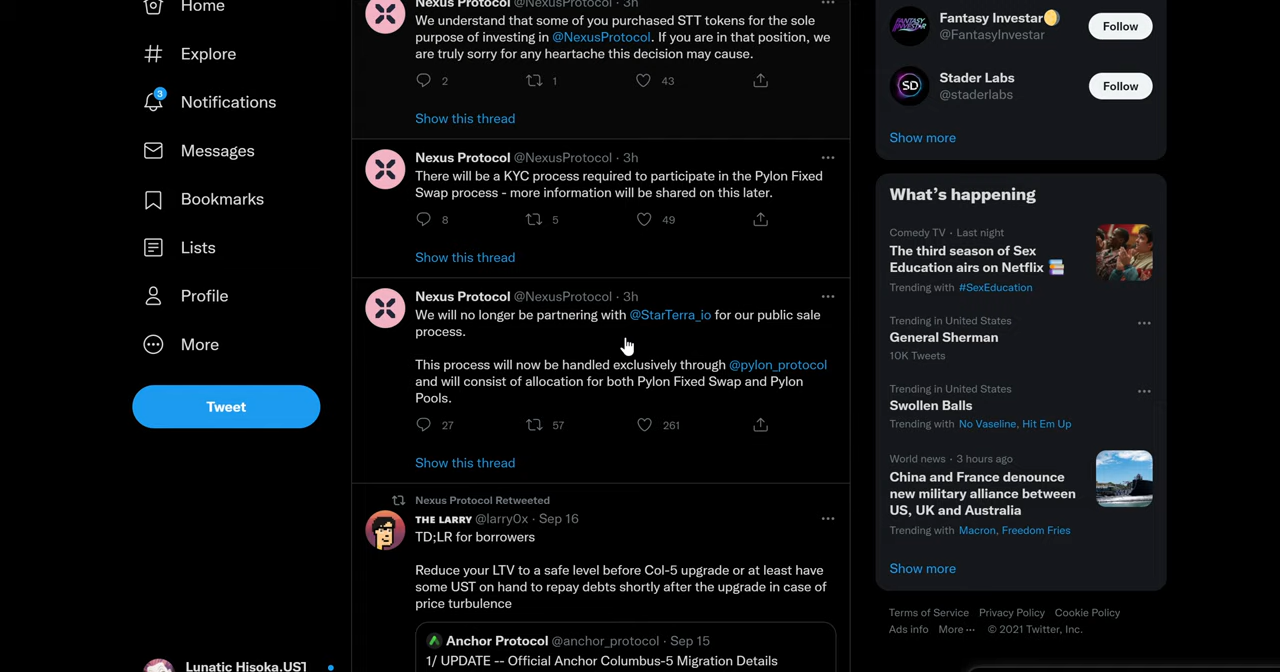 Home
Explore
3
Notifications
Messages
Bookmarks
Lists
Profile
More
Tweet
Lunatic Hisoka.UST
Nexus Protocol @NexusProtocol · 3h
We understand that some of you purchased STT tokens for the sole
purpose of investing in @NexusProtocol. If you are in that position, we
are truly sorry for any heartache this decision may cause.
2 1 43
Show this thread
Nexus Protocol @NexusProtocol · 3h
There will be a KYC process required to participate in the Pylon Fixed
Swap process - more information will be shared on this later.
8 5 49
Show this thread
Nexus Protocol @NexusProtocol · 3h
We will no longer be partnering with @StarTerra_io for our public sale
process.
This process will now be handled exclusively through @pylon_protocol
and will consist of allocation for both Pylon Fixed Swap and Pylon
Pools.
27 57 261
Show this thread
Nexus Protocol Retweeted
THE LARRY @larry0x · Sep 16
TD;LR for borrowers
Reduce your LTV to a safe level before Col-5 upgrade or at least have
some UST on hand to repay debts shortly after the upgrade in case of
price turbulence
Anchor Protocol @anchor_protocol · Sep 15
1/ UPDATE -- Official Anchor Columbus-5 Migration Details
FANTASY INVESTAR
Fantasy Investar
@FantasyInvestar
Follow
SD
Stader Labs
@staderlabs
Follow
Show more
What's happening
Comedy TV · Last night
The third season of Sex
Education airs on Netflix
Trending with #SexEducation
Trending in United States
General Sherman
10K Tweets
Trending in United States
Swollen Balls
Trending with No Vaseline, Hit Em Up
World news · 3 hours ago
China and France denounce
new military alliance between
US, UK and Australia
Trending with Macron, Freedom Fries
Show more
Terms of Service Privacy Policy Cookie Policy
Ads info More ··· © 2021 Twitter, Inc.